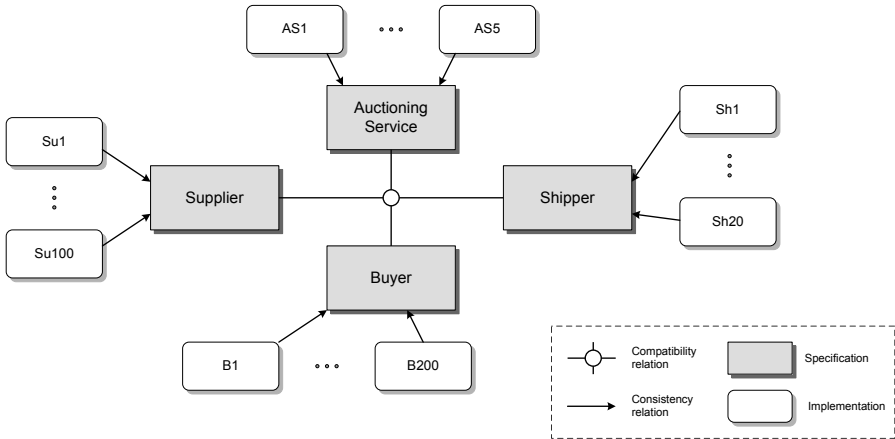 AS1
AS5
Auctioning
Service
Sh1
Su1
Supplier
Shipper
Su100
Sh20
Buyer
B1
B200
Compatibility
relation
Specification
Consistency
relation
Implementation